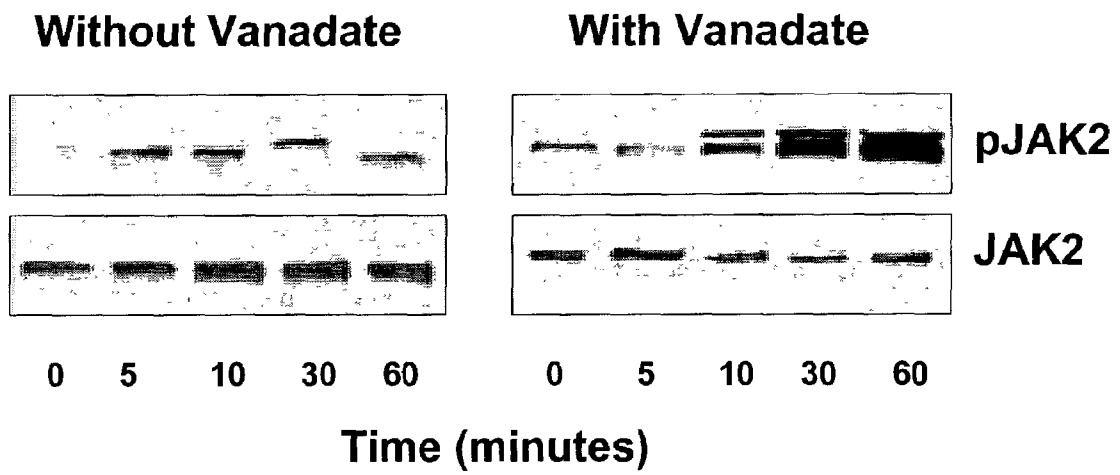 Without Vanadate
With Vanadate
pJAK2
JAK2
0 5 10 30 60
0 5 10 30 60
Time (minutes)